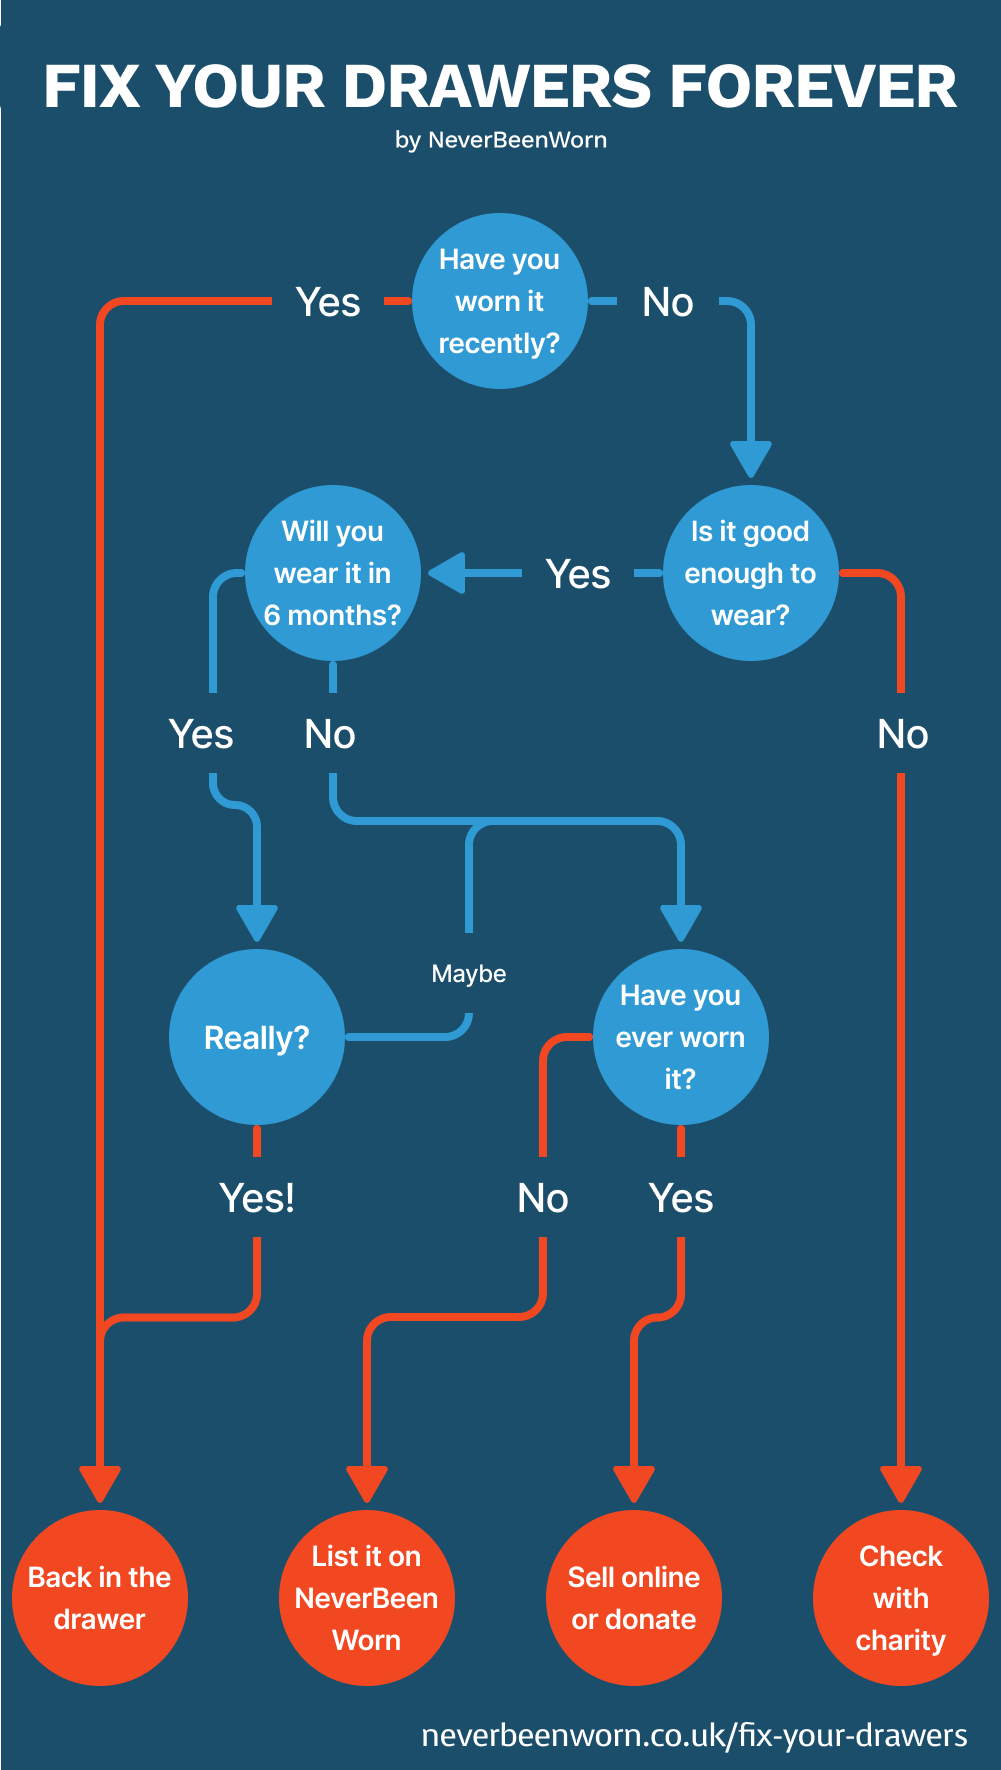 FIX YOUR DRAWERS FOREVER
by NeverBeenWorn
Have you
worn it
recently?
Yes
No
Will you
wear it in
6 months?
Yes
Is it good
enough to
wear?
Yes
No
No
Really?
Maybe
Have you
ever worn
it?
Yes!
No
Yes
Back in the
drawer
List it on
NeverBeen
Worn
Sell online
or donate
Check
with
charity
neverbeenworn.co.uk/fix-your-drawers